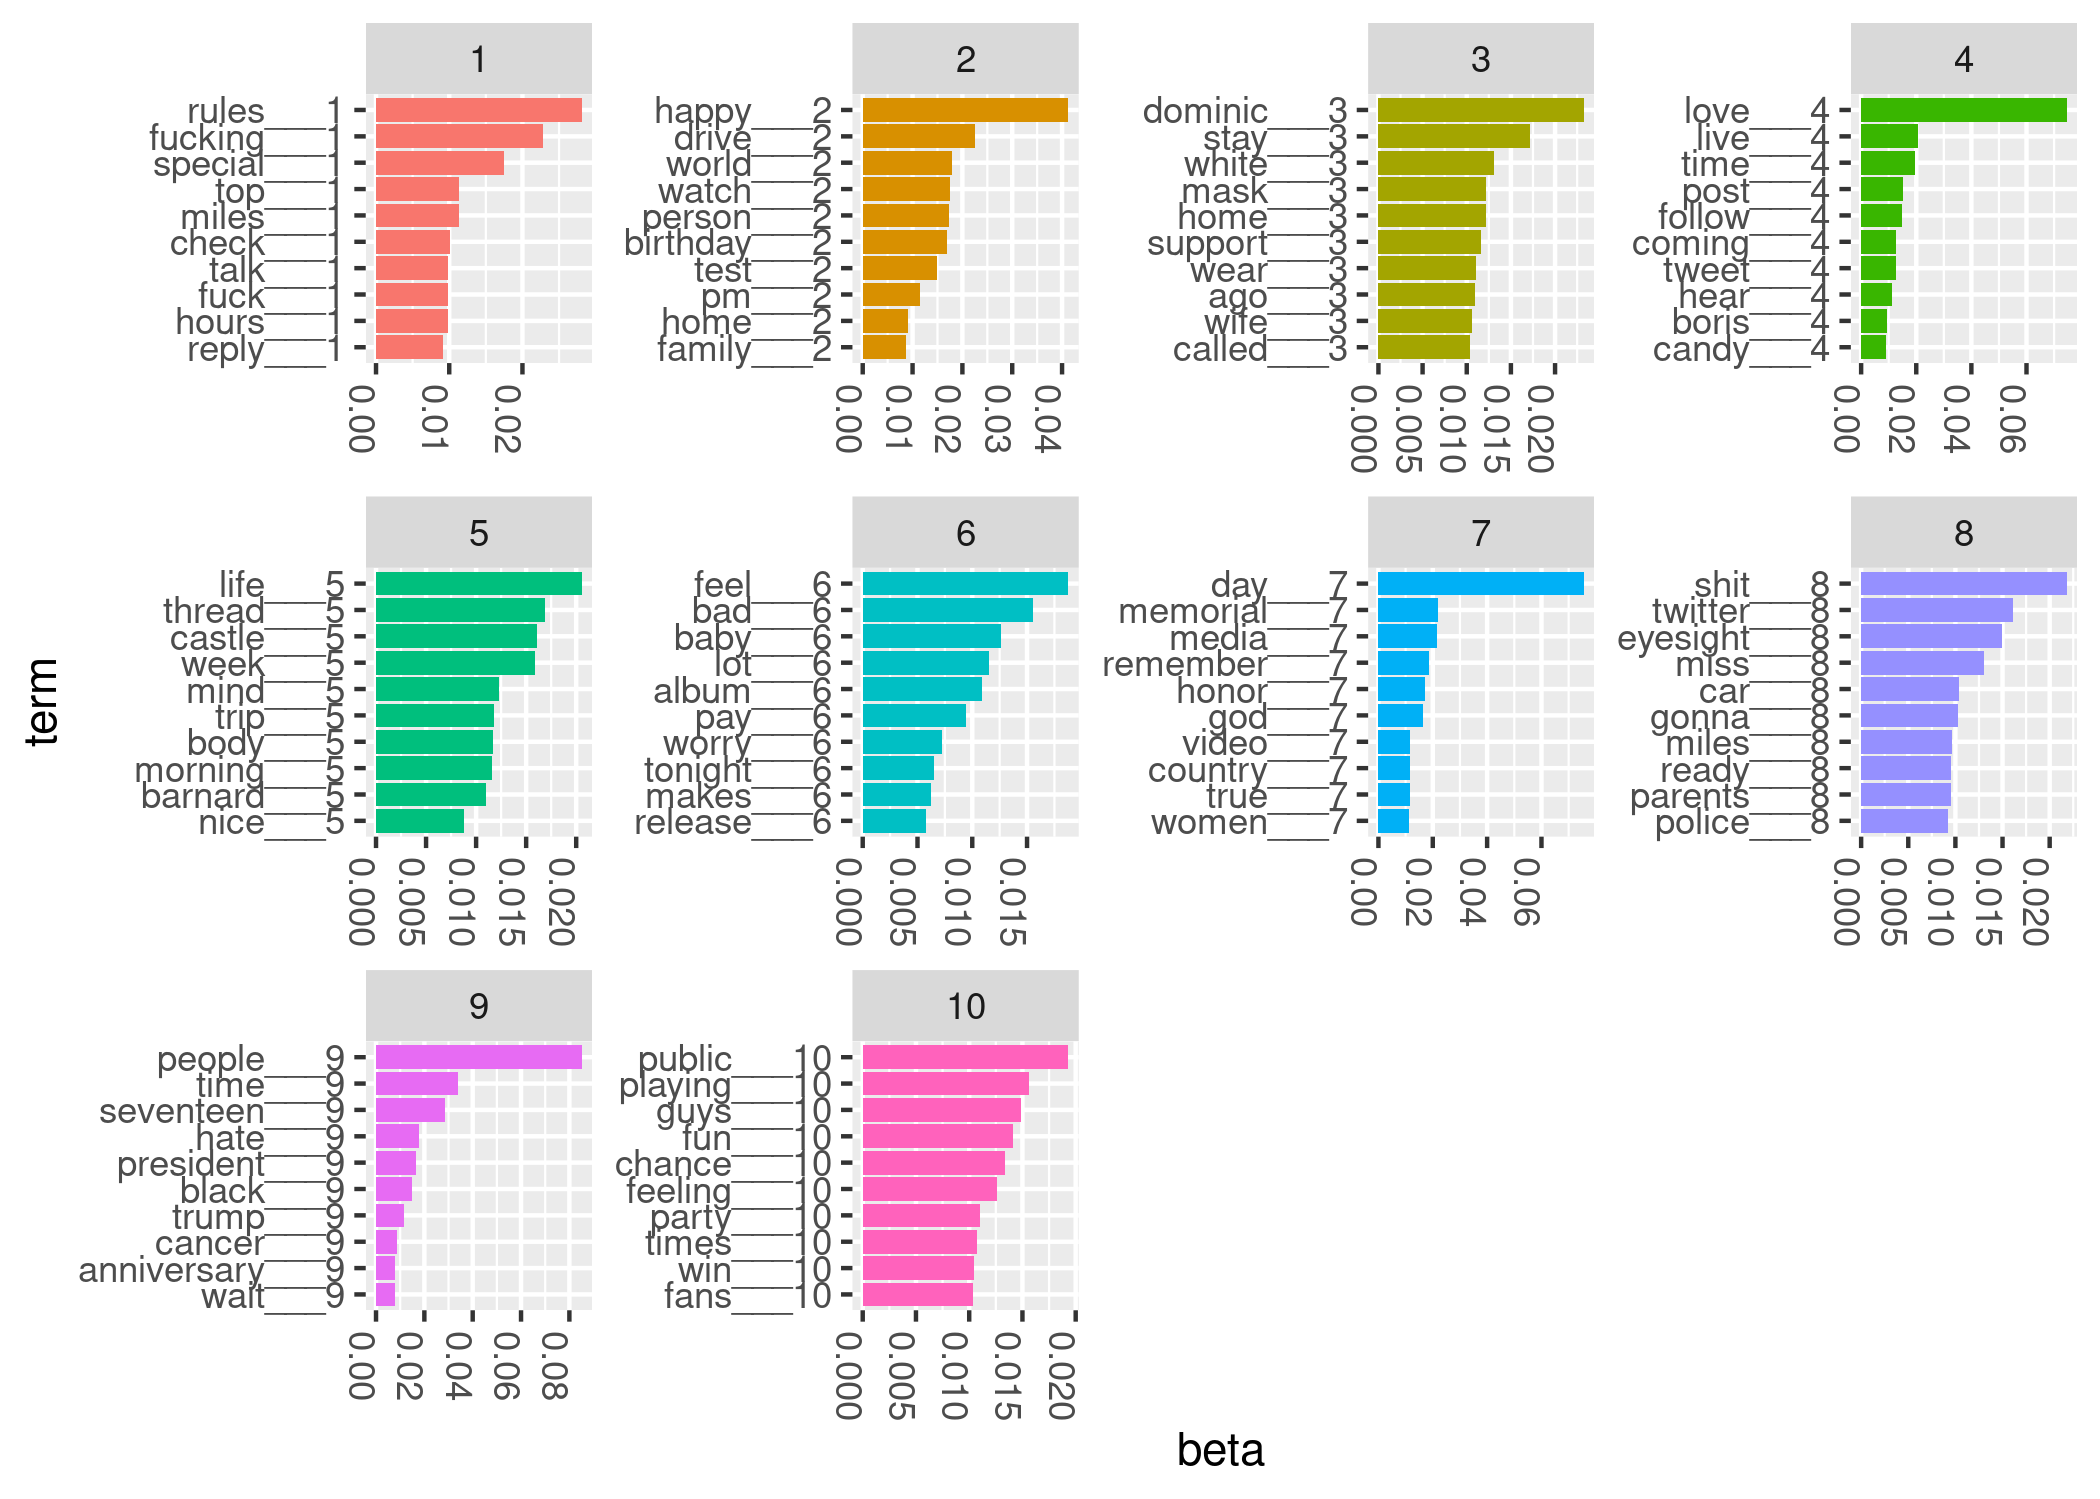 1
rules___1
fucking___1
special___1
top___1
miles___1
check___1
talk___1
fuck___1
hours___1
reply___1
0.00 0.01 0.02
2
happy___2
drive___2
world___2
watch___2
person___2
birthday___2
test___2
pm___2
home___2
family___2
0.00 0.01 0.02 0.03 0.04
3
dominic___3
stay___3
white___3
mask___3
home___3
support___3
wear___3
ago___3
wife___3
called___3
0.000 0.005 0.010 0.015 0.020
4
love___4
live___4
time___4
post___4
follow___4
coming___4
tweet___4
hear___4
boris___4
candy___4
0.00 0.02 0.04 0.06
5
life___5
thread___5
castle___5
week___5
mind___5
trip___5
body___5
morning___5
barnard___5
nice___5
0.000 0.005 0.010 0.015 0.020
6
feel___6
bad___6
baby___6
lot___6
album___6
pay___6
worry___6
tonight___6
makes___6
release___6
0.000 0.005 0.010 0.015
7
day___7
memorial___7
media___7
remember___7
honor___7
god___7
video___7
country___7
true___7
women___7
0.00 0.02 0.04 0.06
8
shit___8
twitter___8
eyesight___8
miss___8
car___8
gonna___8
miles___8
ready___8
parents___8
police___8
0.000 0.005 0.010 0.015 0.020
9
people___9
time___9
seventeen___9
hate___9
president___9
black___9
trump___9
cancer___9
anniversary___9
wait___9
0.00 0.02 0.04 0.06 0.08
10
public___10
playing___10
guys___10
fun___10
chance___10
feeling___10
party___10
times___10
win___10
fans___10
0.000 0.005 0.010 0.015 0.020
term
beta